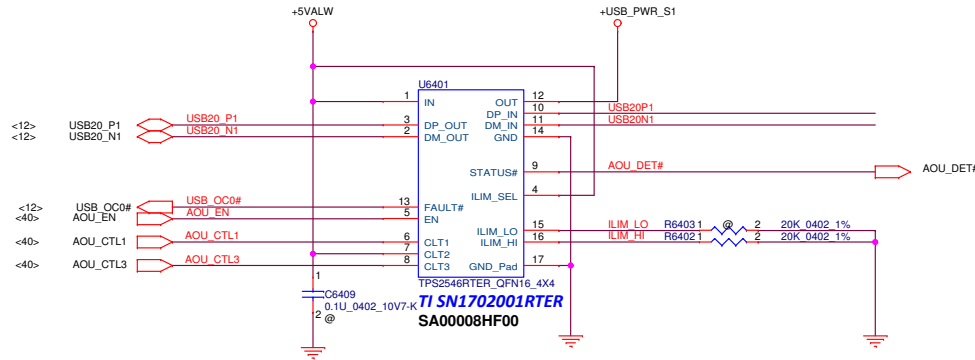 +5VALW
+USB_PWR_S1
U6401
1 IN OUT 12
DP_IN 10 USB20P1
<12> USB20_P1 USB20_P1 3 DP_OUT DM_IN 11 USB20N1
<12> USB20_N1 USB20_N1 2 DM_OUT GND 14
STATUS# 9 AOU_DET# AOU_DET#
ILIM_SEL 4
<12> USB_OC0# USB_OC0# 13 FAULT#
<40> AOU_EN AOU_EN 5 EN
ILIM_LO 15 ILIM_LO R6403 1 @ 2 20K_0402_1%
<40> AOU_CTL1 AOU_CTL1 6 CLT1 ILIM_HI 16 ILIM_HI R6402 1 2 20K_0402_1%
7 CLT2
<40> AOU_CTL3 AOU_CTL3 8 CLT3 GND_Pad 17
1
TPS2546RTER_QFN16_4X4
C6409
TI SN1702001RTER
0.1U_0402_10V7-K
2 @
SA00008HF00